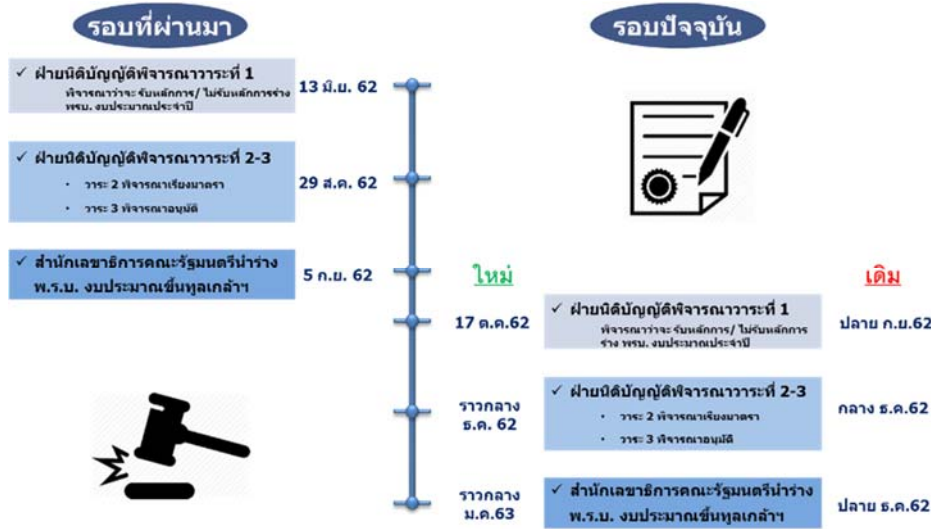 รอบที่ผ่านมา
รอบปัจจุบัน
✓ ฝ่ายนิติบัญญัติพิจารณาวาระที่ 1
พิจารณาว่าจะ รับหลักการ/ ไม่รับหลักการร่าง
พรบ. งบประมาณประจำปี
13 มิ.ย. 62
✓ ฝ่ายนิติบัญญัติพิจารณาวาระที่ 2-3
• วาระ 2 พิจารณาเรียงมาตรา
• วาระ 3 พิจารณาอนุมัติ
29 ส.ค. 62
✓ สำนักเลขาธิการคณะรัฐมนตรีนำร่าง
พ.ร.บ. งบประมาณขึ้นทูลเกล้าฯ
5 ก.ย. 62
ใหม่
เดิม
17 ต.ค.62
✓ ฝ่ายนิติบัญญัติพิจารณาวาระที่ 1
พิจารณาว่าจะ รับหลักการ/ ไม่รับหลักการ
ร่าง พรบ. งบประมาณประจำปี
ปลาย ก.ย.62
ราวกลาง
ธ.ค. 62
✓ ฝ่ายนิติบัญญัติพิจารณาวาระที่ 2-3
• วาระ 2 พิจารณาเรียงมาตรา
• วาระ 3 พิจารณาอนุมัติ
กลาง ธ.ค.62
ราวกลาง
ม.ค.63
✓ สำนักเลขาธิการคณะรัฐมนตรีนำร่าง
พ.ร.บ. งบประมาณขึ้นทูลเกล้าฯ
ปลาย ธ.ค.62